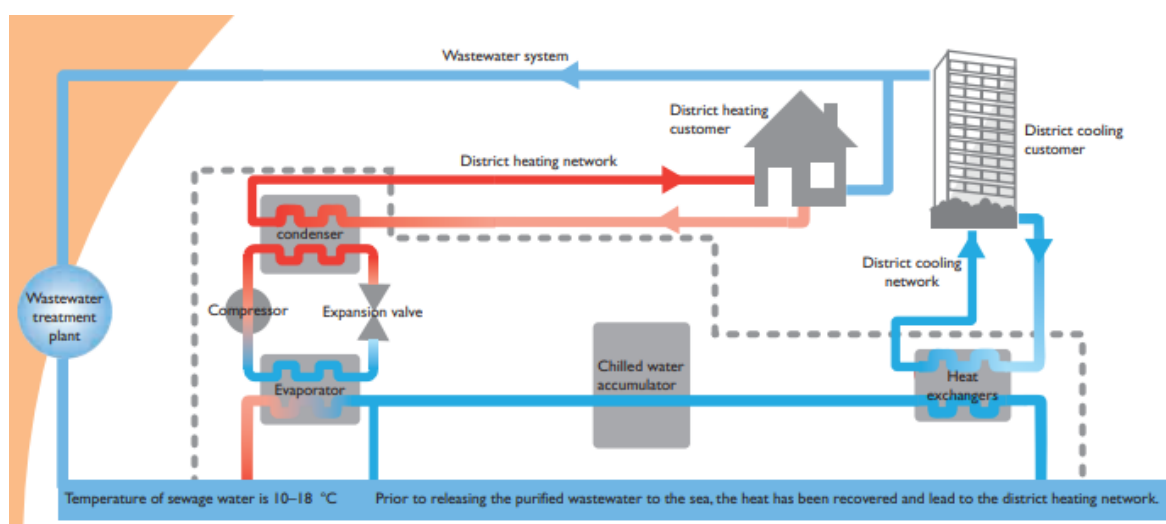 Wastewater system
District heating
customer
District cooling
customer
District heating network
condenser
District cooling
network
Wastewater
treatment
plant
Compressor
Expansion valve
Evaporator
Chilled water
accumulator
Heat
exchangers
Temperature of sewage water is 10–18 °C
Prior to releasing the purified wastewater to the sea, the heat has been recovered and lead to the district heating network.